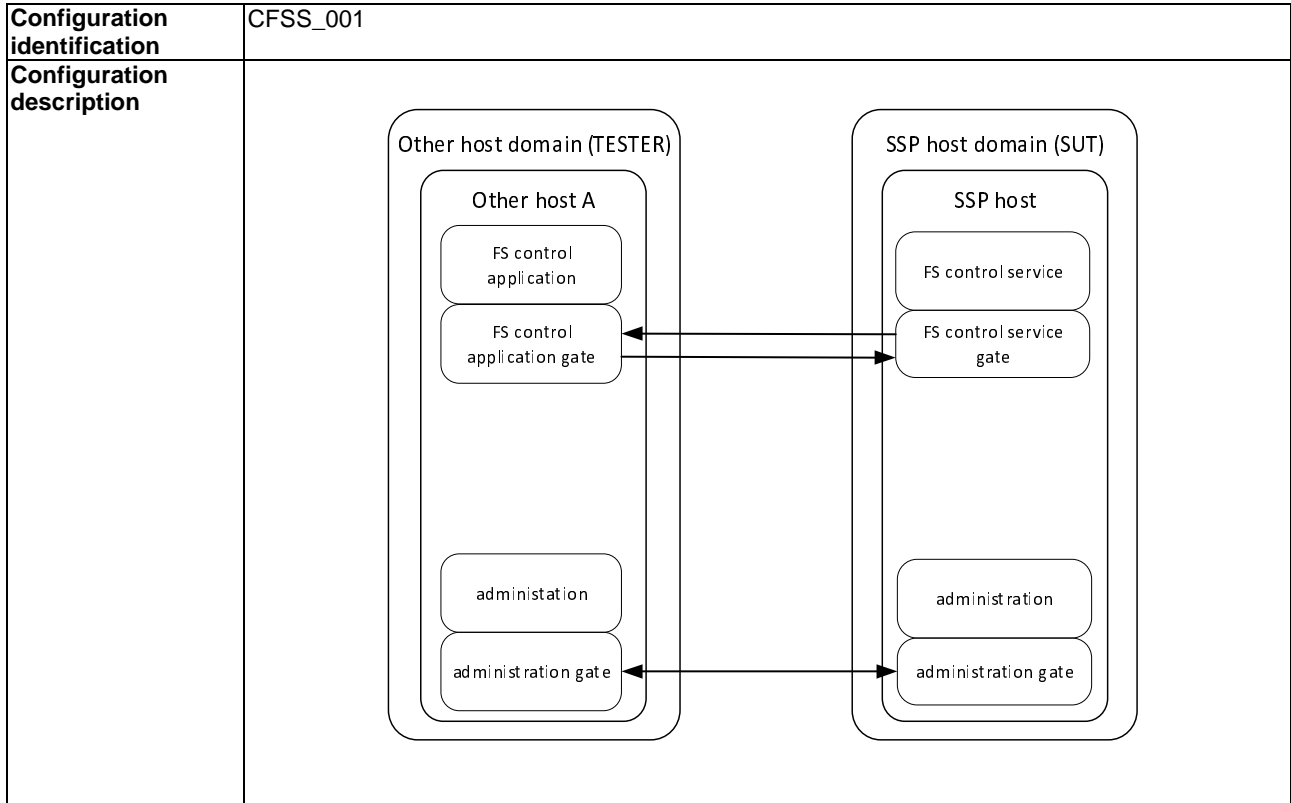 Configuration
identification
CFSS_001
Configuration
description
Other host domain (TESTER)
Other host A
FS control
application
FS control
application gate
administation
administration gate
SSP host domain (SUT)
SSP host
FS control service
FS control service
gate
administration
administration gate